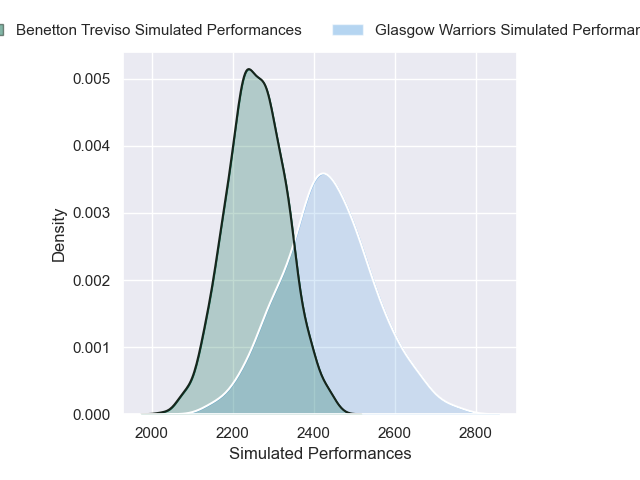 Benetton Treviso Simulated Performances
Glasgow Warriors Simulated
0.005
0.004
0.003
0.002
0.001
0.000
Density
2000 2200 2400 2600 2800
Simulated Performances